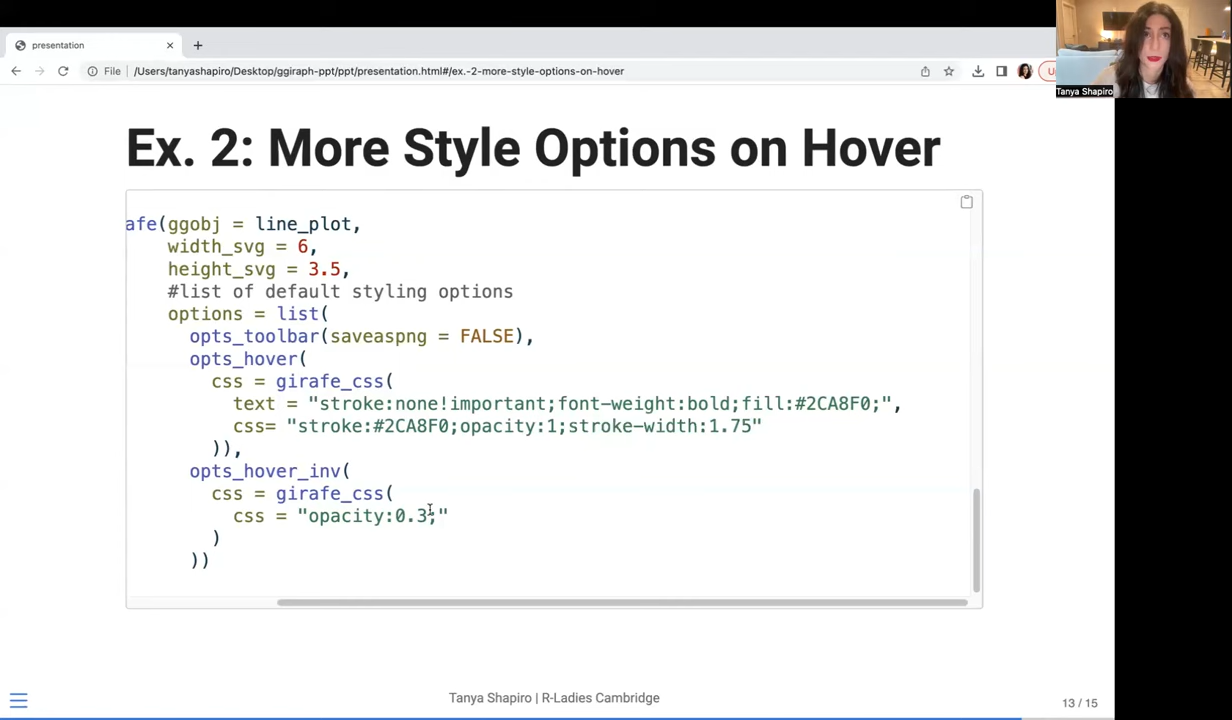 presentation
File
/Users/tanyashapiro/Desktop/ggiraph-ppt/ppt/presentation.html#/ex.-2-more-style-options-on-hover
Tanya Shapiro
Ex. 2: More Style Options on Hover
afe(ggobj = line_plot,
width_svg = 6,
height_svg = 3.5,
#list of default styling options
options = list(
opts_toolbar(saveaspng = FALSE),
opts_hover(
css = girafe_css(
text = "stroke:none!important;font-weight:bold;fill:#2CA8F0;",
css= "stroke:#2CA8F0;opacity:1;stroke-width:1.75"
)),
opts_hover_inv(
css = girafe_css(
css = "opacity:0.3;"
)
))
Tanya Shapiro | R-Ladies Cambridge
13 / 15